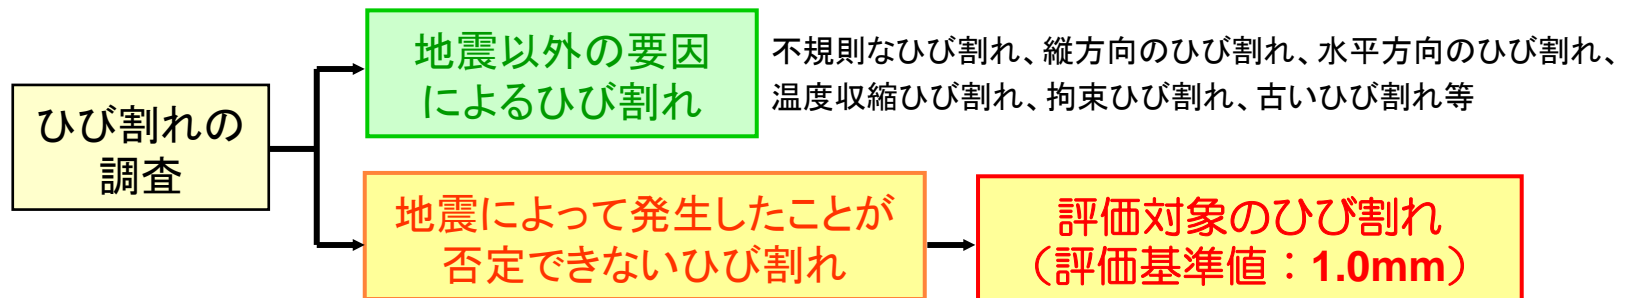 ひび割れの
調査
地震以外の要因
によるひび割れ
不規則なひび割れ、縦方向のひび割れ、水平方向のひび割れ、
温度収縮ひび割れ、拘束ひび割れ、古いひび割れ等
地震によって発生したことが
否定できないひび割れ
評価対象のひび割れ
(評価基準値：1.0mm)